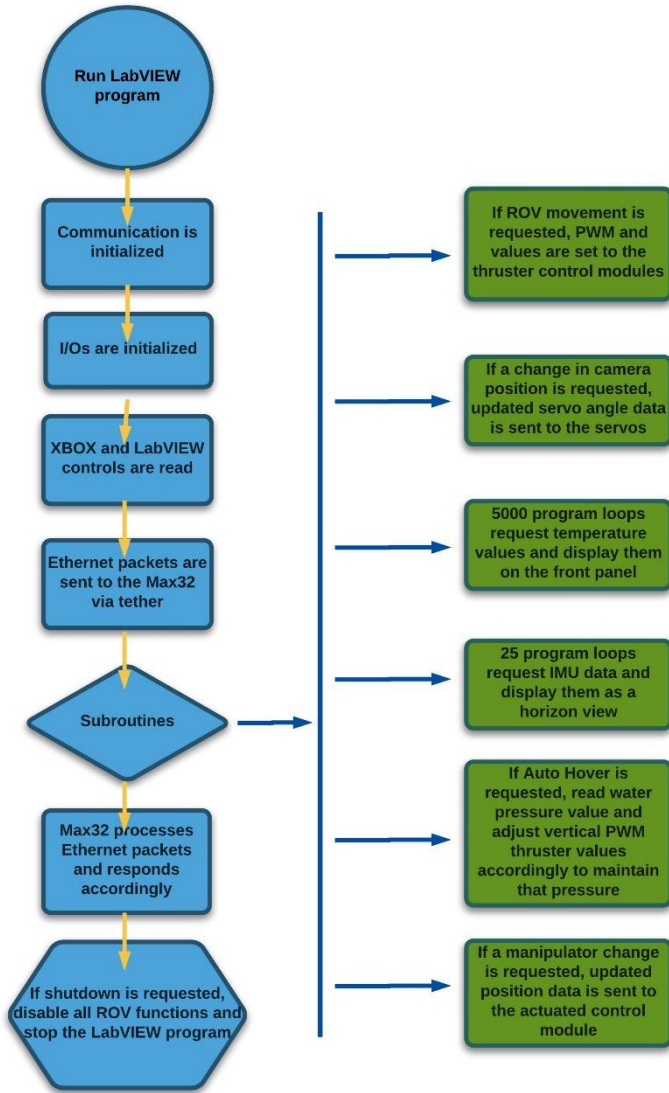 Run LabVIEW
program
Communication is
initialized
I/Os are initialized
XBOX and LabVIEW
controls are read
Ethernet packets are
sent to the Max32
via tether
Subroutines
Max32 processes
Ethernet packets
and responds
accordingly
If shutdown is requested,
disable all ROV functions and
stop the LabVIEW program
If ROV movement is
requested, PWM and
values are set to the
thruster control modules
If a change in camera
position is requested,
updated servo angle data
is sent to the servos
5000 program loops
request temperature
values and display them
on the front panel
25 program loops
request IMU data and
display them as a
horizon view
If Auto Hover is
requested, read water
pressure value and
adjust vertical PWM
thruster values
accordingly to maintain
that pressure
If a manipulator change
is requested, updated
position data is sent to
the actuated control
module